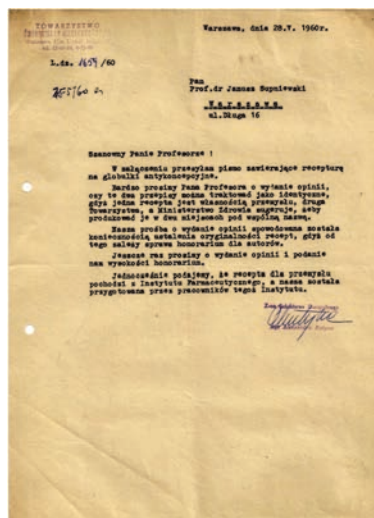 TOWARZYSTWO
Warszawa, dnia 28.V. 1960r.
L.dz. 1654 /60
Pan
Prof.dr Janusz Supniewski
W a r s z a w a
ul.Długa 16
Szanowny Panie Profesorze !
W załączeniu przesyłam pismo zawierające recepturę
na globulki antykoncepcyjne.
Bardzo prosimy Pana Profesora o wydanie opinii,
czy te dwa przepisy można traktować jako identyczne,
gdyż jedna recepta jest własnością przemysłu, druga
Towarzystwa, a Ministerstwo Zdrowia sugeruje, żeby
produkować je w dwu miejscach pod wspólną nazwą.
Nasza prośba o wydanie opinii spowodowana została
koniecznością ustalenia oryginalności recept, gdyż od
tego zależy sprawa honorarium dla autorów.
Jeszcze raz prosimy o wydanie opinii i podanie
nam wysokości honorarium.
Jednocześnie podajemy, że recepta dla przemysłu
pochodzi z Instytutu Farmaceutycznego, a nasza została
przygotowana przez pracowników tegoż Instytutu.